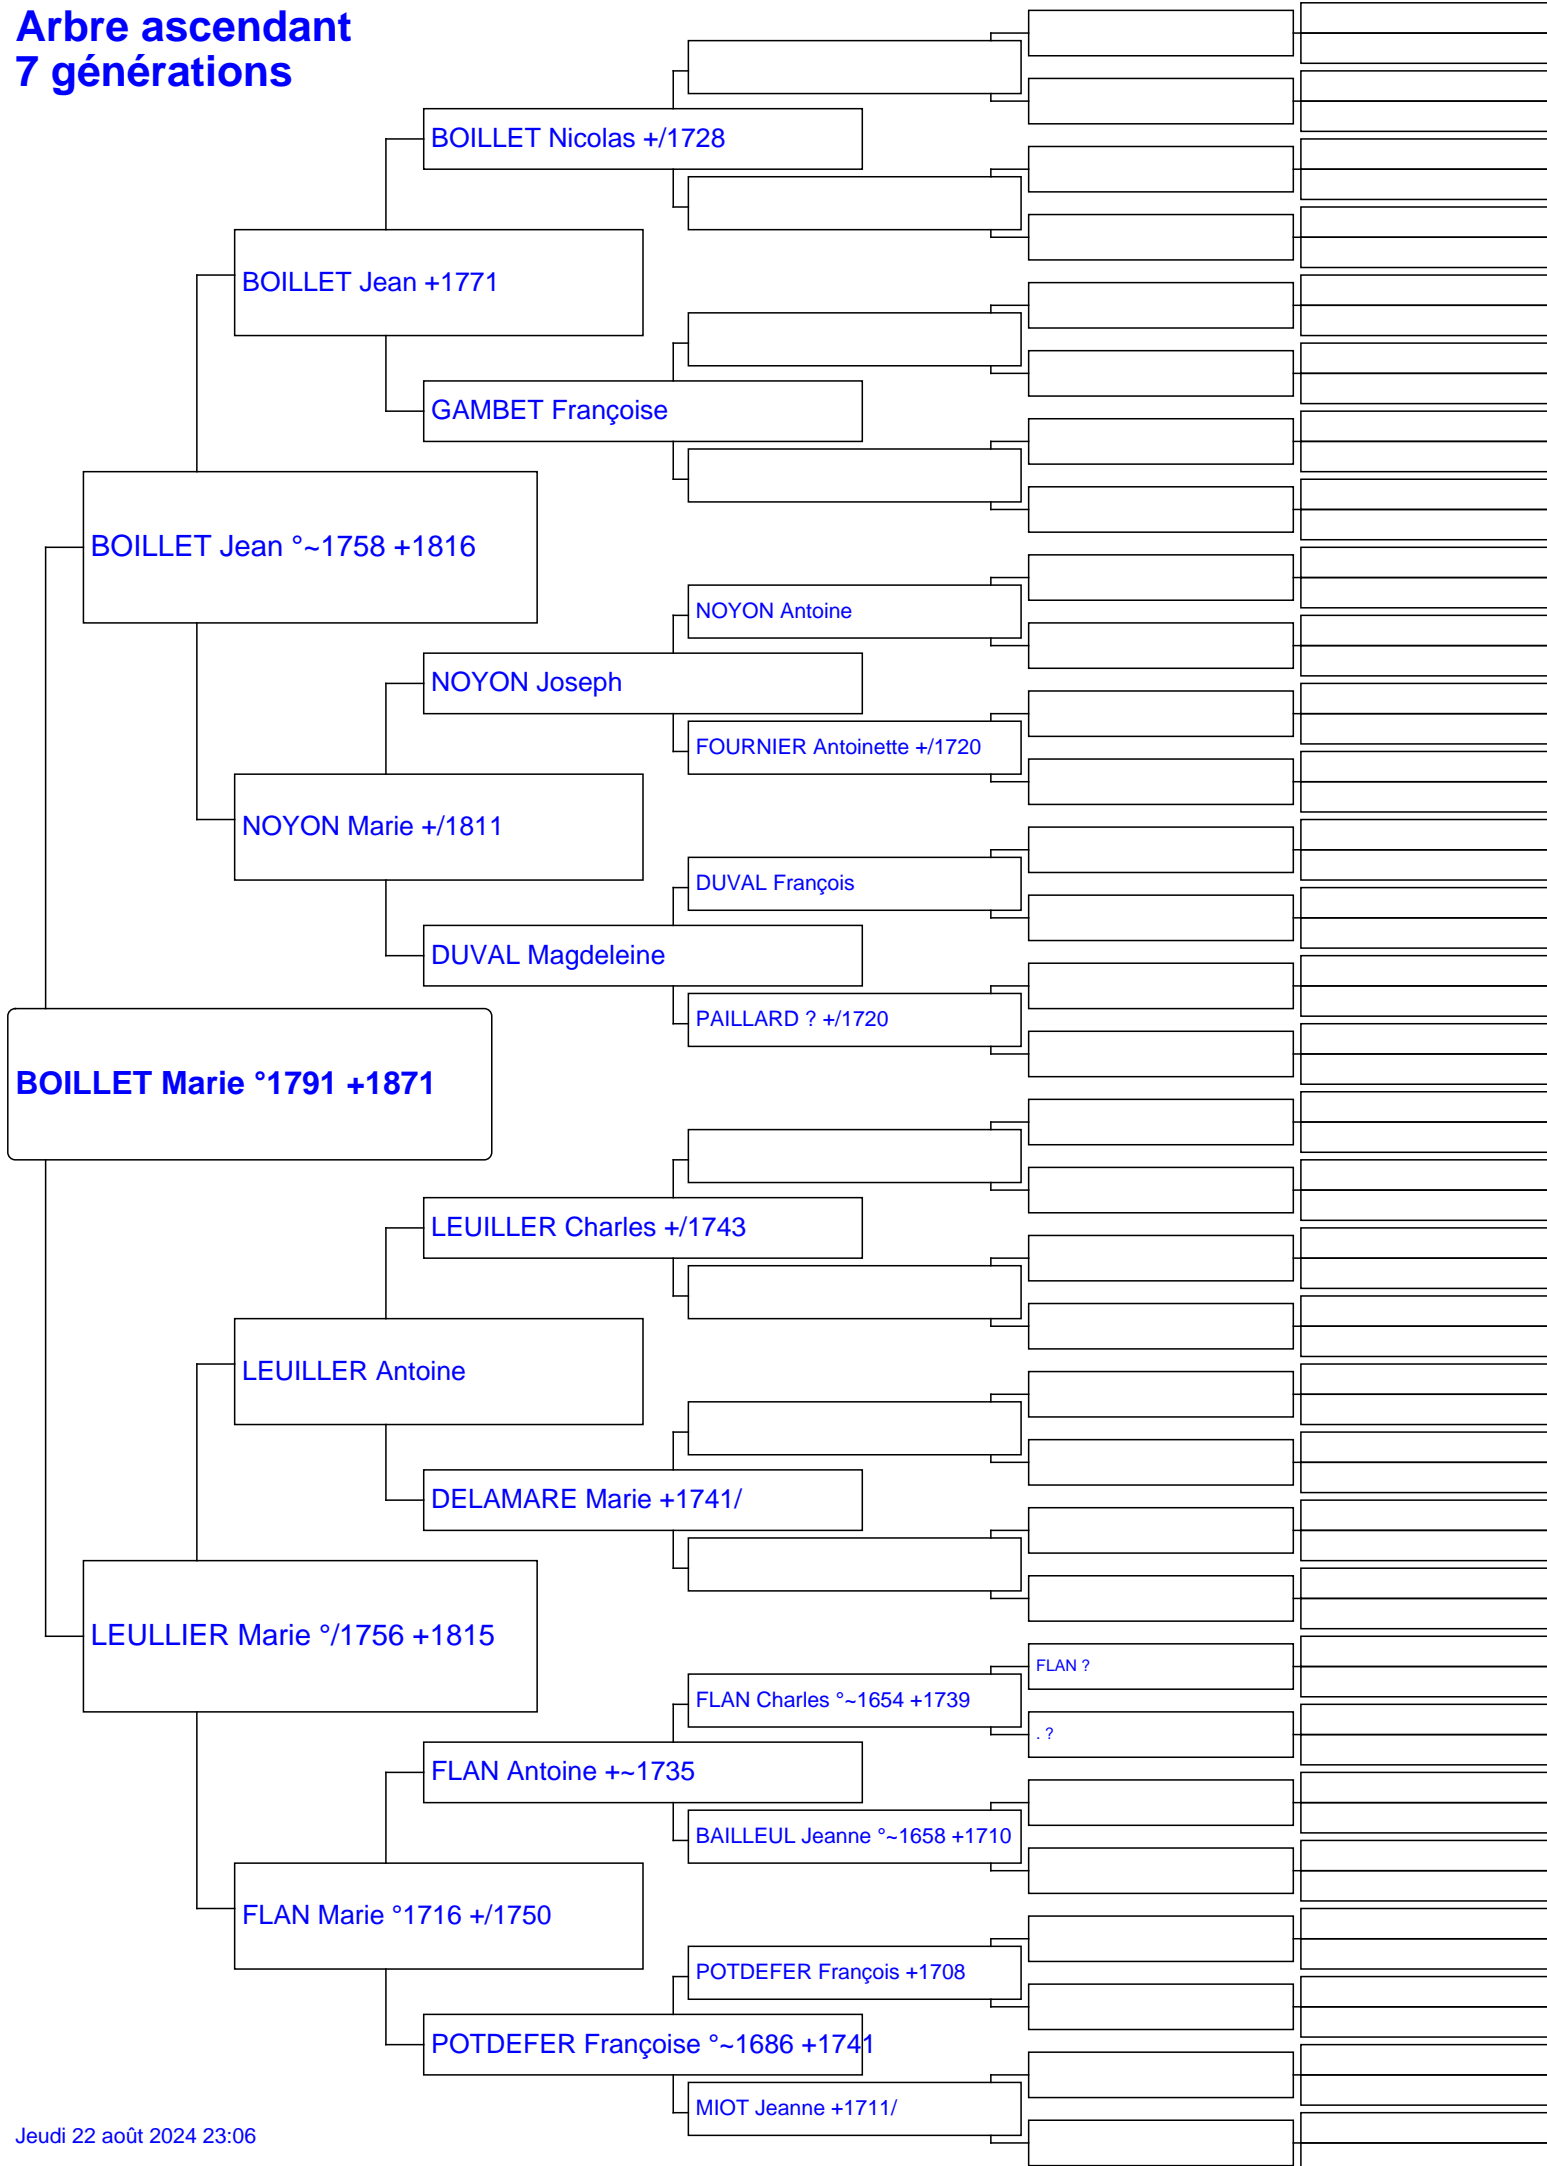 Arbre ascendant
7 générations
BOILLET Nicolas +/1728
BOILLET Jean +1771
GAMBET Françoise
BOILLET Jean °~1758 +1816
NOYON Antoine
NOYON Joseph
FOURNIER Antoinette +/1720
NOYON Marie +/1811
DUVAL François
DUVAL Magdeleine
PAILLARD ? +/1720
BOILLET Marie °1791 +1871
LEUILLER Charles +/1743
LEUILLER Antoine
DELAMARE Marie +1741/
LEULLIER Marie °/1756 +1815
FLAN ?
FLAN Charles °~1654 +1739
. ?
FLAN Antoine +~1735
BAILLEUL Jeanne °~1658 +1710
FLAN Marie °1716 +/1750
POTDEFER François +1708
POTDEFER Françoise °~1686 +1741
MIOT Jeanne +1711/
Jeudi 22 août 2024 23:06